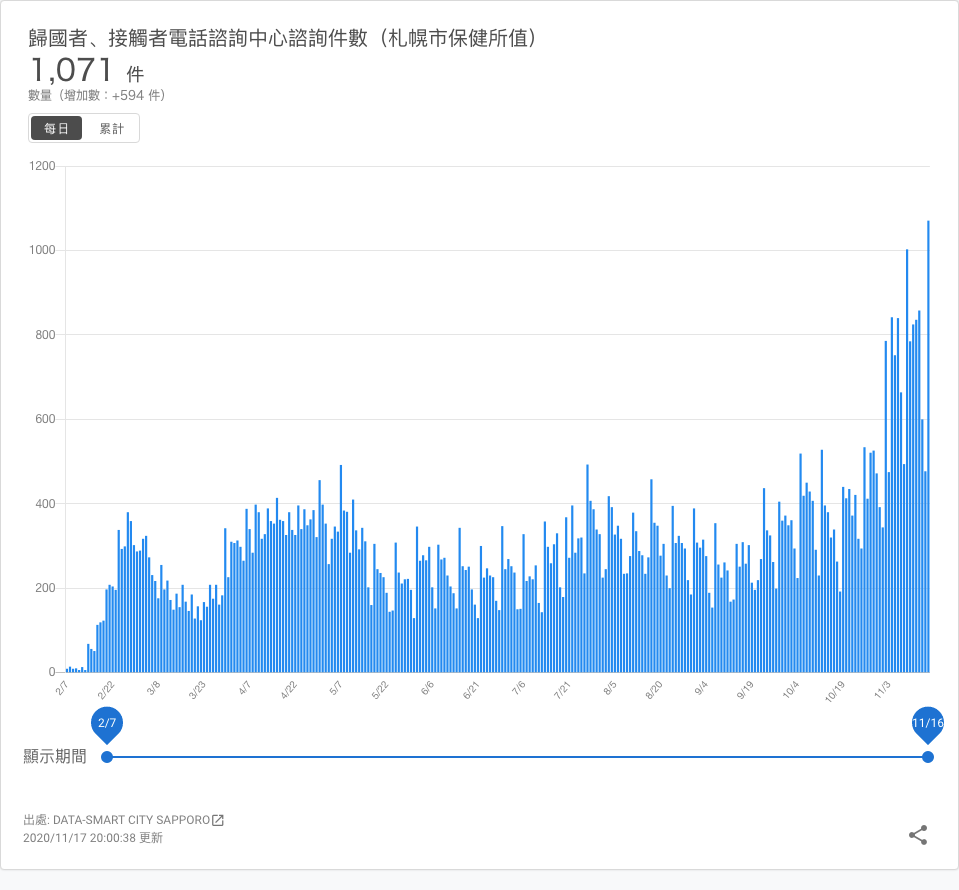 歸國者、接觸者電話諮詢中心諮詢件數（札幌市保健所值）
1,071 件
數量（增加數：+594 件）
每日 累計
1200
1000
800
600
400
200
0
2/7 2/22 3/8 3/23 4/7 4/22 5/7 5/22 6/6 6/21 7/6 7/21 8/5 8/20 9/4 9/19 10/4 10/19 11/3
2/7 11/16
顯示期間
出處: DATA-SMART CITY SAPPORO
2020/11/17 20:00:38 更新